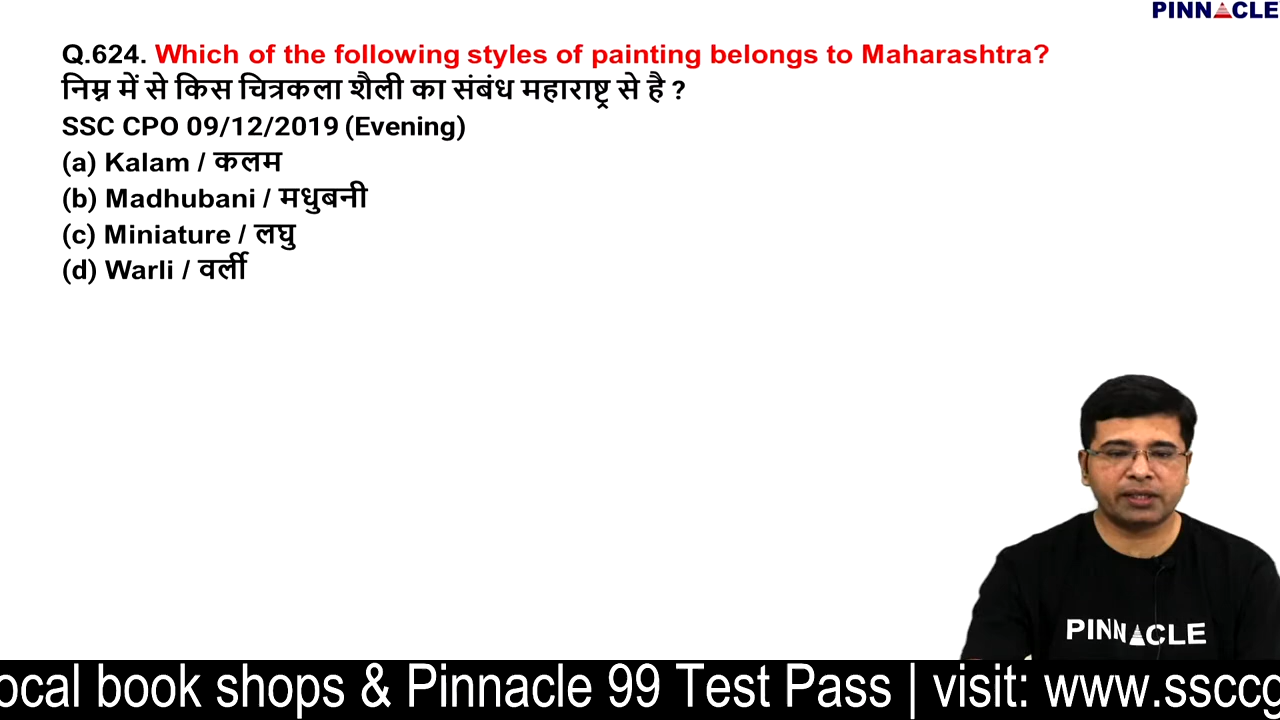 PINNACLE
Q.624. Which of the following styles of painting belongs to Maharashtra?
निम्न में से किस चित्रकला शैली का संबंध महाराष्ट्र से है ?
SSC CPO 09/12/2019 (Evening)
(a) Kalam / कलम
(b) Madhubani / मधुबनी
(c) Miniature / लघु
(d) Warli / वर्ली
PINNACLE
ocal book shops & Pinnacle 99 Test Pass | visit: www.ssccg